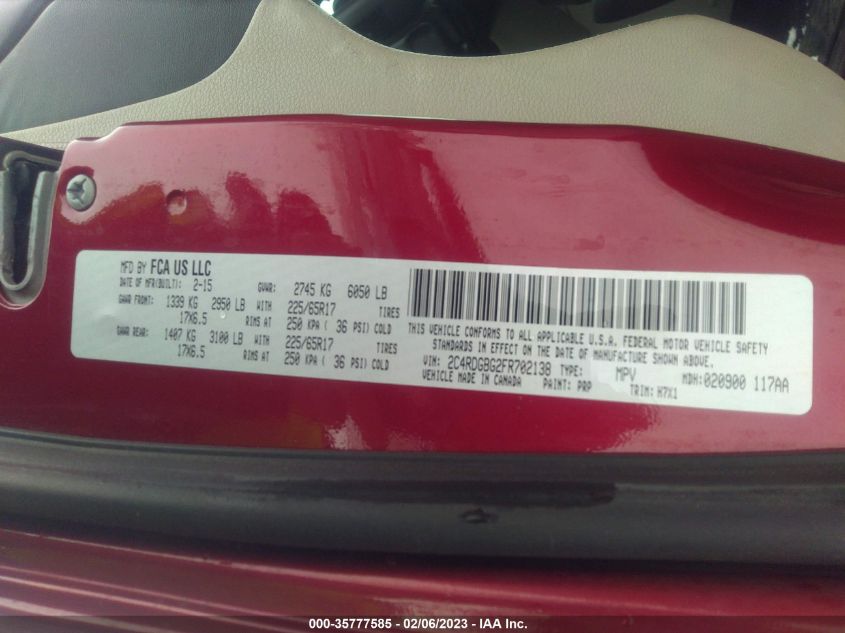 MFD BY FCA US LLC
DATE OF MFR(BUILT): 2-15 GVWR: 2745 KG 6050 LB
GAWR FRONT: 1339 KG 2950 LB WITH 225/65R17 TIRES
17X6.5 RIMS AT 250 KPA ( 36 PSI) COLD
GAWR REAR: 1407 KG 3100 LB WITH 225/65R17 TIRES
17X6.5 RIMS AT 250 KPA ( 36 PSI) COLD
THIS VEHICLE CONFORMS TO ALL APPLICABLE U.S.A. FEDERAL MOTOR VEHICLE SAFETY
STANDARDS IN EFFECT ON THE DATE OF MANUFACTURE SHOWN ABOVE.
VIN: 2C4RDGBG2FR702138 TYPE: MPV MDH:020900 117AA
VEHICLE MADE IN CANADA PAINT: PRP TRIM: H7X1
000-35777585 - 02/06/2023 - IAA Inc.